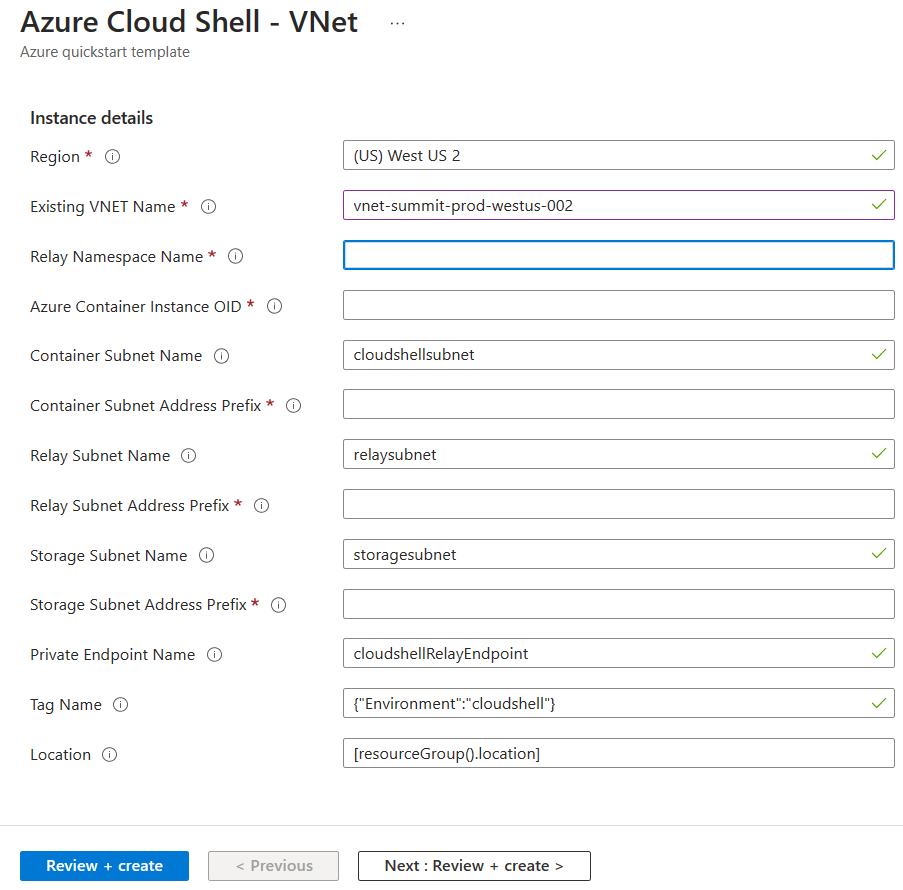 Azure Cloud Shell - VNet ...
Azure quickstart template
Instance details
Region *
(US) West US 2
Existing VNET Name *
vnet-summit-prod-westus-002
Relay Namespace Name *
Azure Container Instance OID *
Container Subnet Name
cloudshellsubnet
Container Subnet Address Prefix *
Relay Subnet Name
relaysubnet
Relay Subnet Address Prefix *
Storage Subnet Name
storagesubnet
Storage Subnet Address Prefix *
Private Endpoint Name
cloudshellRelayEndpoint
Tag Name
{"Environment":"cloudshell"}
Location
[resourceGroup().location]
Review + create
< Previous
Next : Review + create >